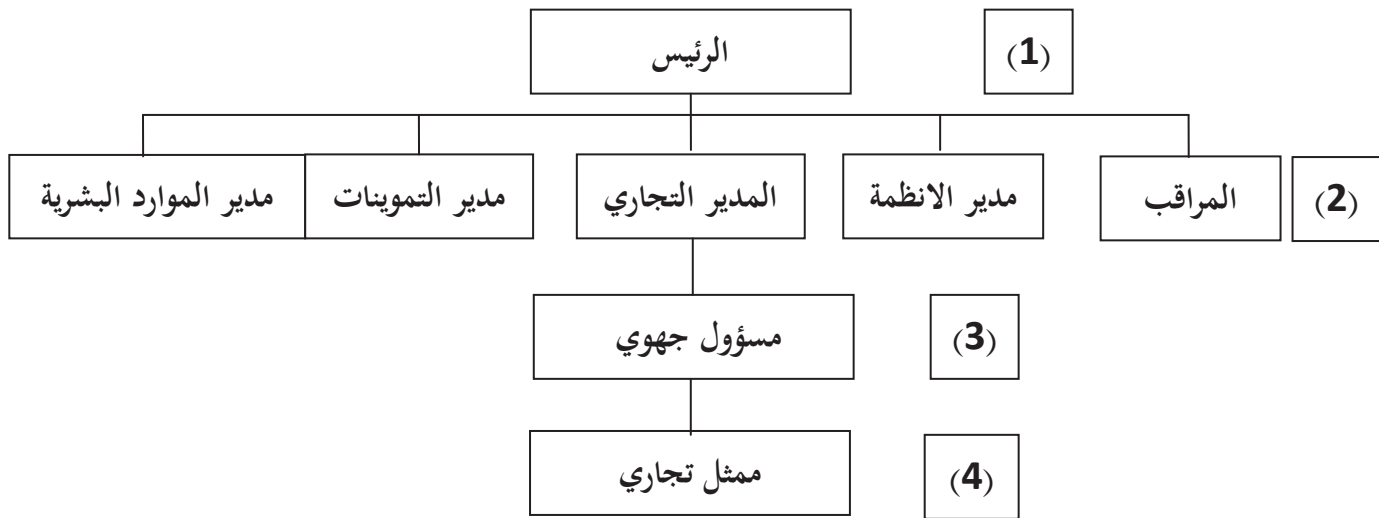 الرئيس
(1)
(2)
المراقب
مدير الانظمة
المدير التجاري
مدير التموينات
مدير الموارد البشرية
مسؤول جهوي
(3)
ممثل تجاري
(4)